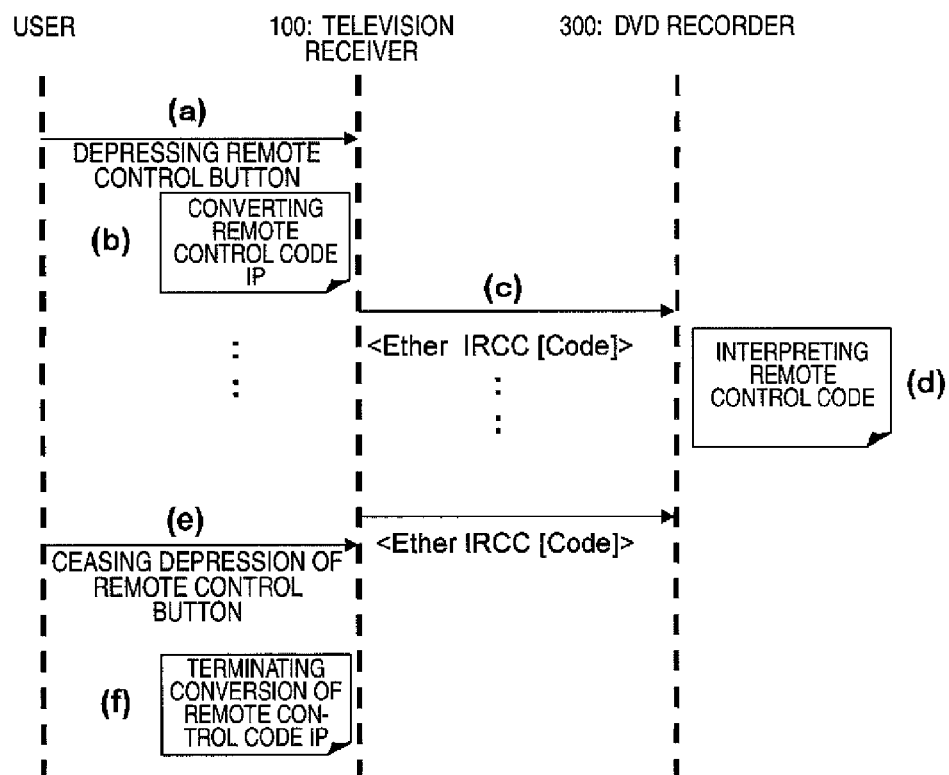 USER
100: TELEVISION
RECEIVER
300: DVD RECORDER
(a)
DEPRESSING REMOTE
CONTROL BUTTON
(b)
CONVERTING
REMOTE
CONTROL CODE
IP
(c)
<Ether IRCC [Code]>
INTERPRETING
REMOTE
CONTROL CODE
(d)
(e)
<Ether IRCC [Code]>
CEASING DEPRESSION OF
REMOTE CONTROL
BUTTON
(f)
TERMINATING
CONVERSION OF
REMOTE CON-
TROL CODE IP